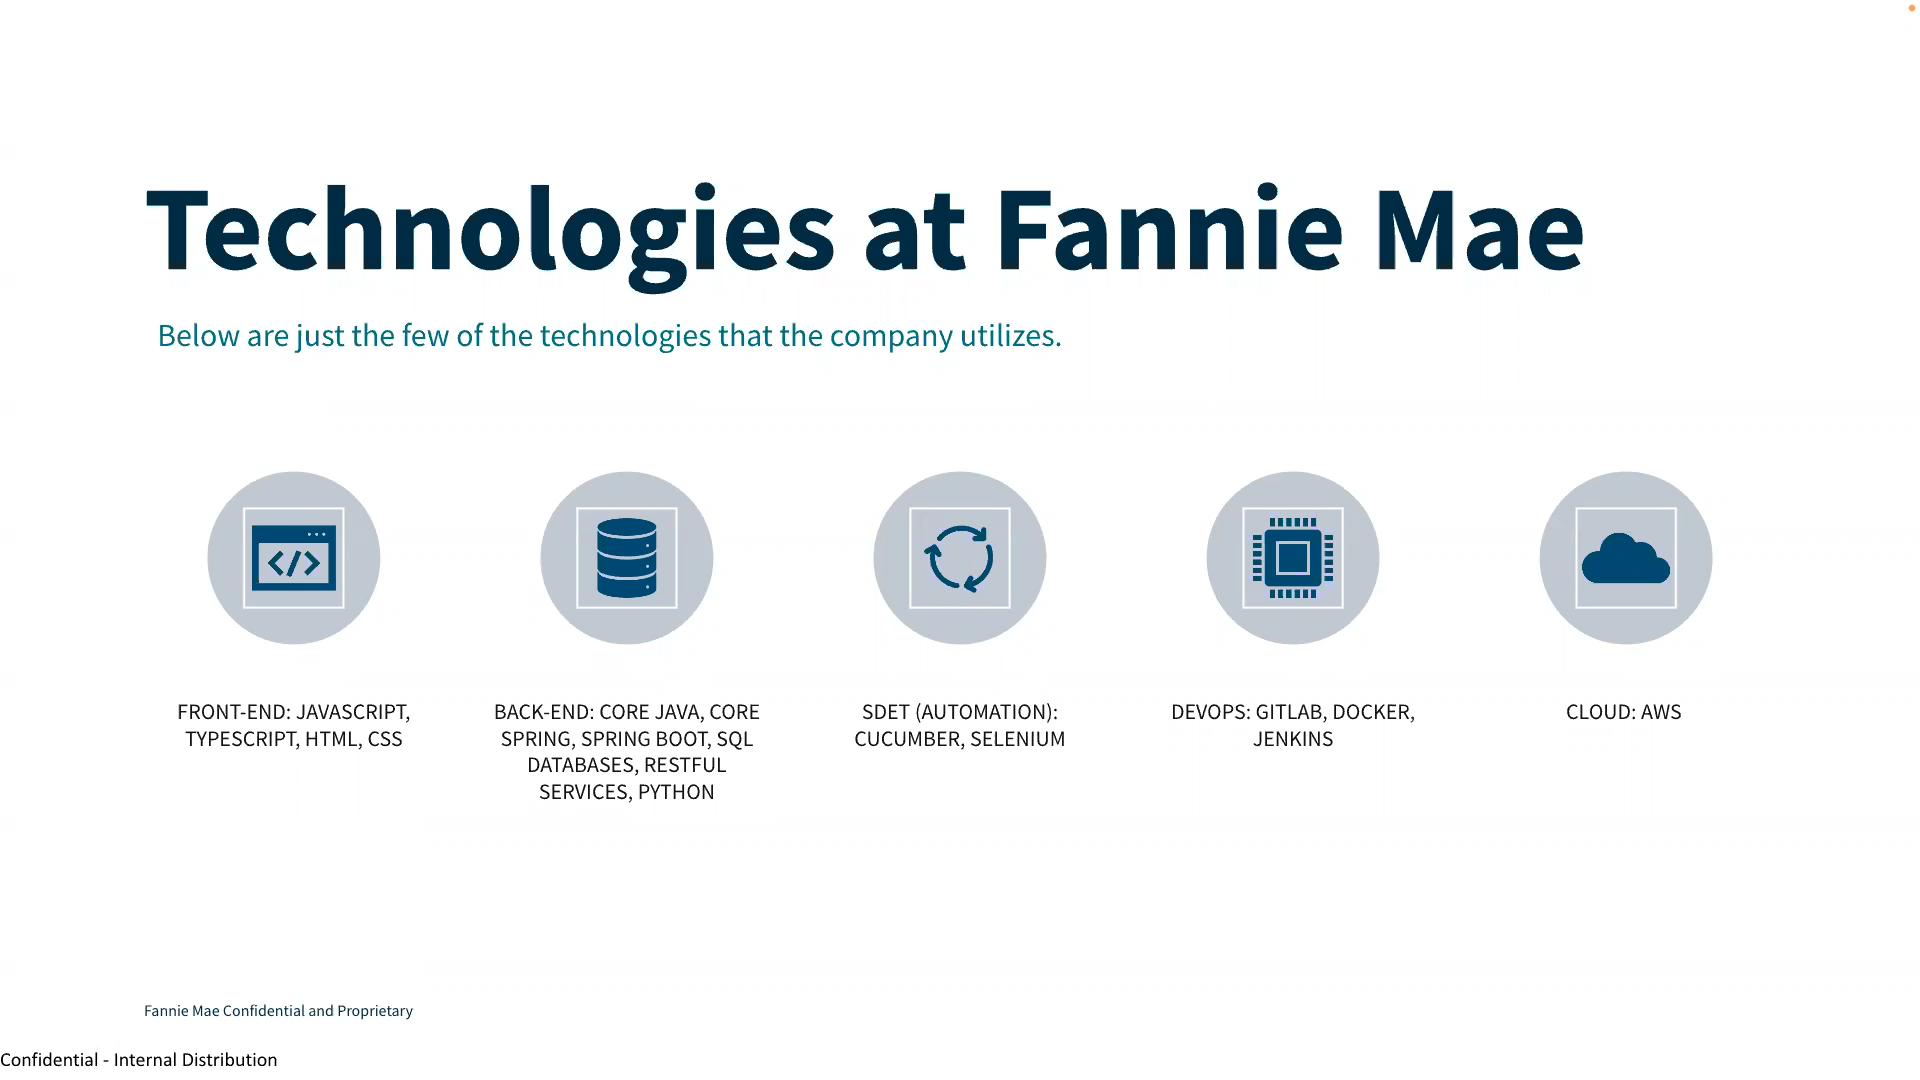 Technologies at Fannie Mae
Below are just the few of the technologies that the company utilizes.
FRONT-END: JAVASCRIPT,
TYPESCRIPT, HTML, CSS
BACK-END: CORE JAVA, CORE
SPRING, SPRING BOOT, SQL
DATABASES, RESTFUL
SERVICES, PYTHON
SDET (AUTOMATION):
CUCUMBER, SELENIUM
DEVOPS: GITLAB, DOCKER,
JENKINS
CLOUD: AWS
Fannie Mae Confidential and Proprietary
Confidential - Internal Distribution